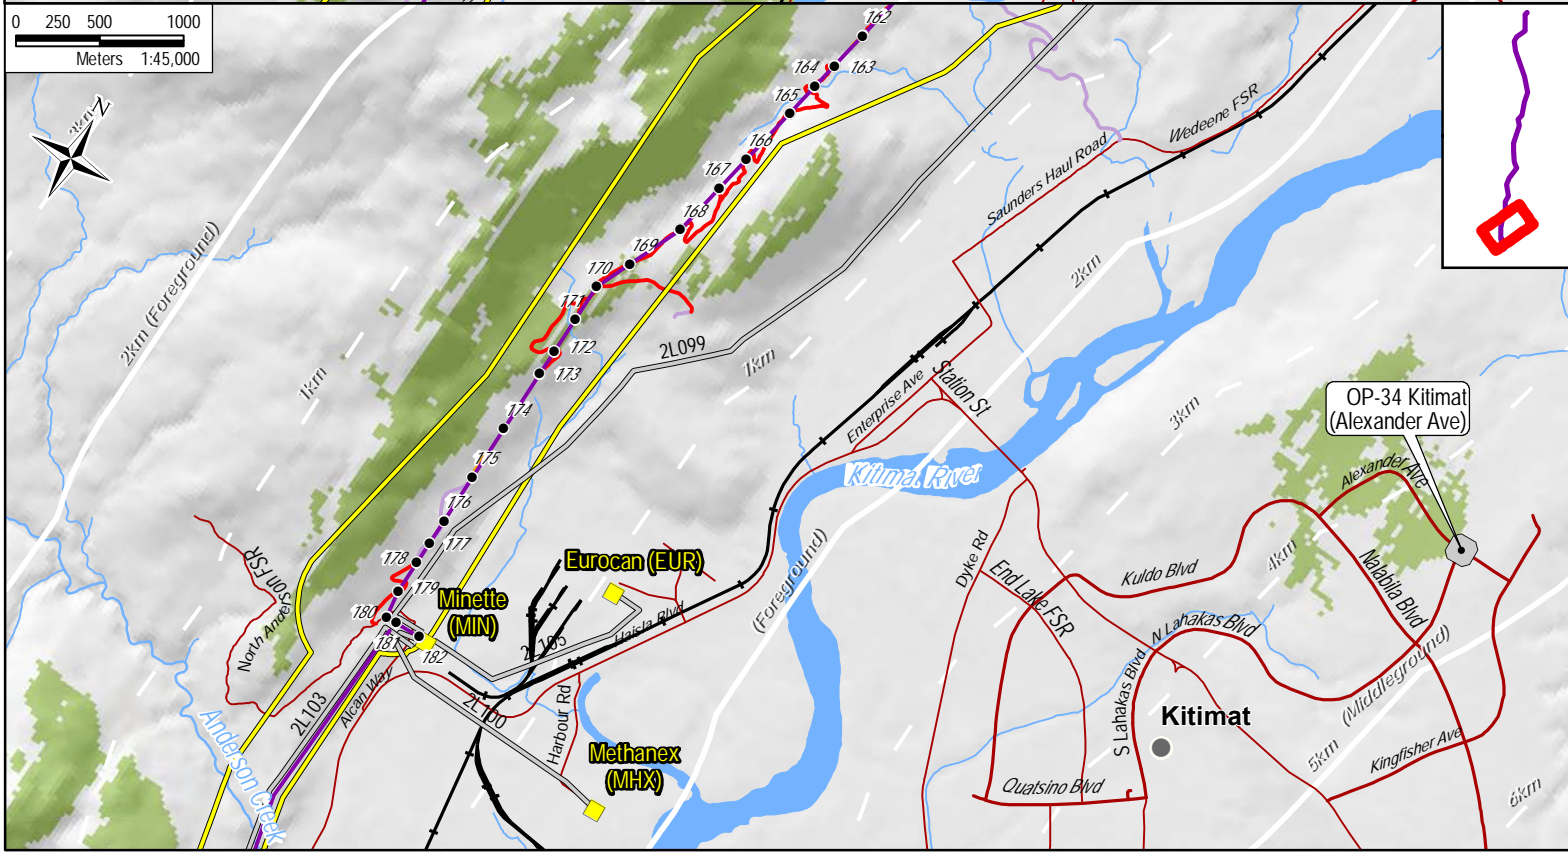 0 250 500 1000
Meters 1:45,000
N
3km
2km (Foreground)
1km
162
163
164
165
166
167
168
169
170
171
172
173
174
175
176
177
178
179
180
181
182
2L099
1km
Saunders Haul Road
Wedeene FSR
2km
3km
Enterprise Ave
Station St
Kitimat River
OP-34 Kitimat
(Alexander Ave)
Alexander Ave
North Anderson FSR
Minette
(MIN)
Eurocan (EUR)
2L105
Haisla Blvd
(Foreground)
Dyke Rd
End Lake FSR
Kuldo Blvd
4km
Nalabila Blvd
N Lahakas Blvd
S Lahakas Blvd
(Middleground)
2L103
Alcan Way
2L100
Harbour Rd
Methanex
(MHX)
Anderson Creek
Kitimat
Quatsino Blvd
5km
Kingfisher Ave
6km